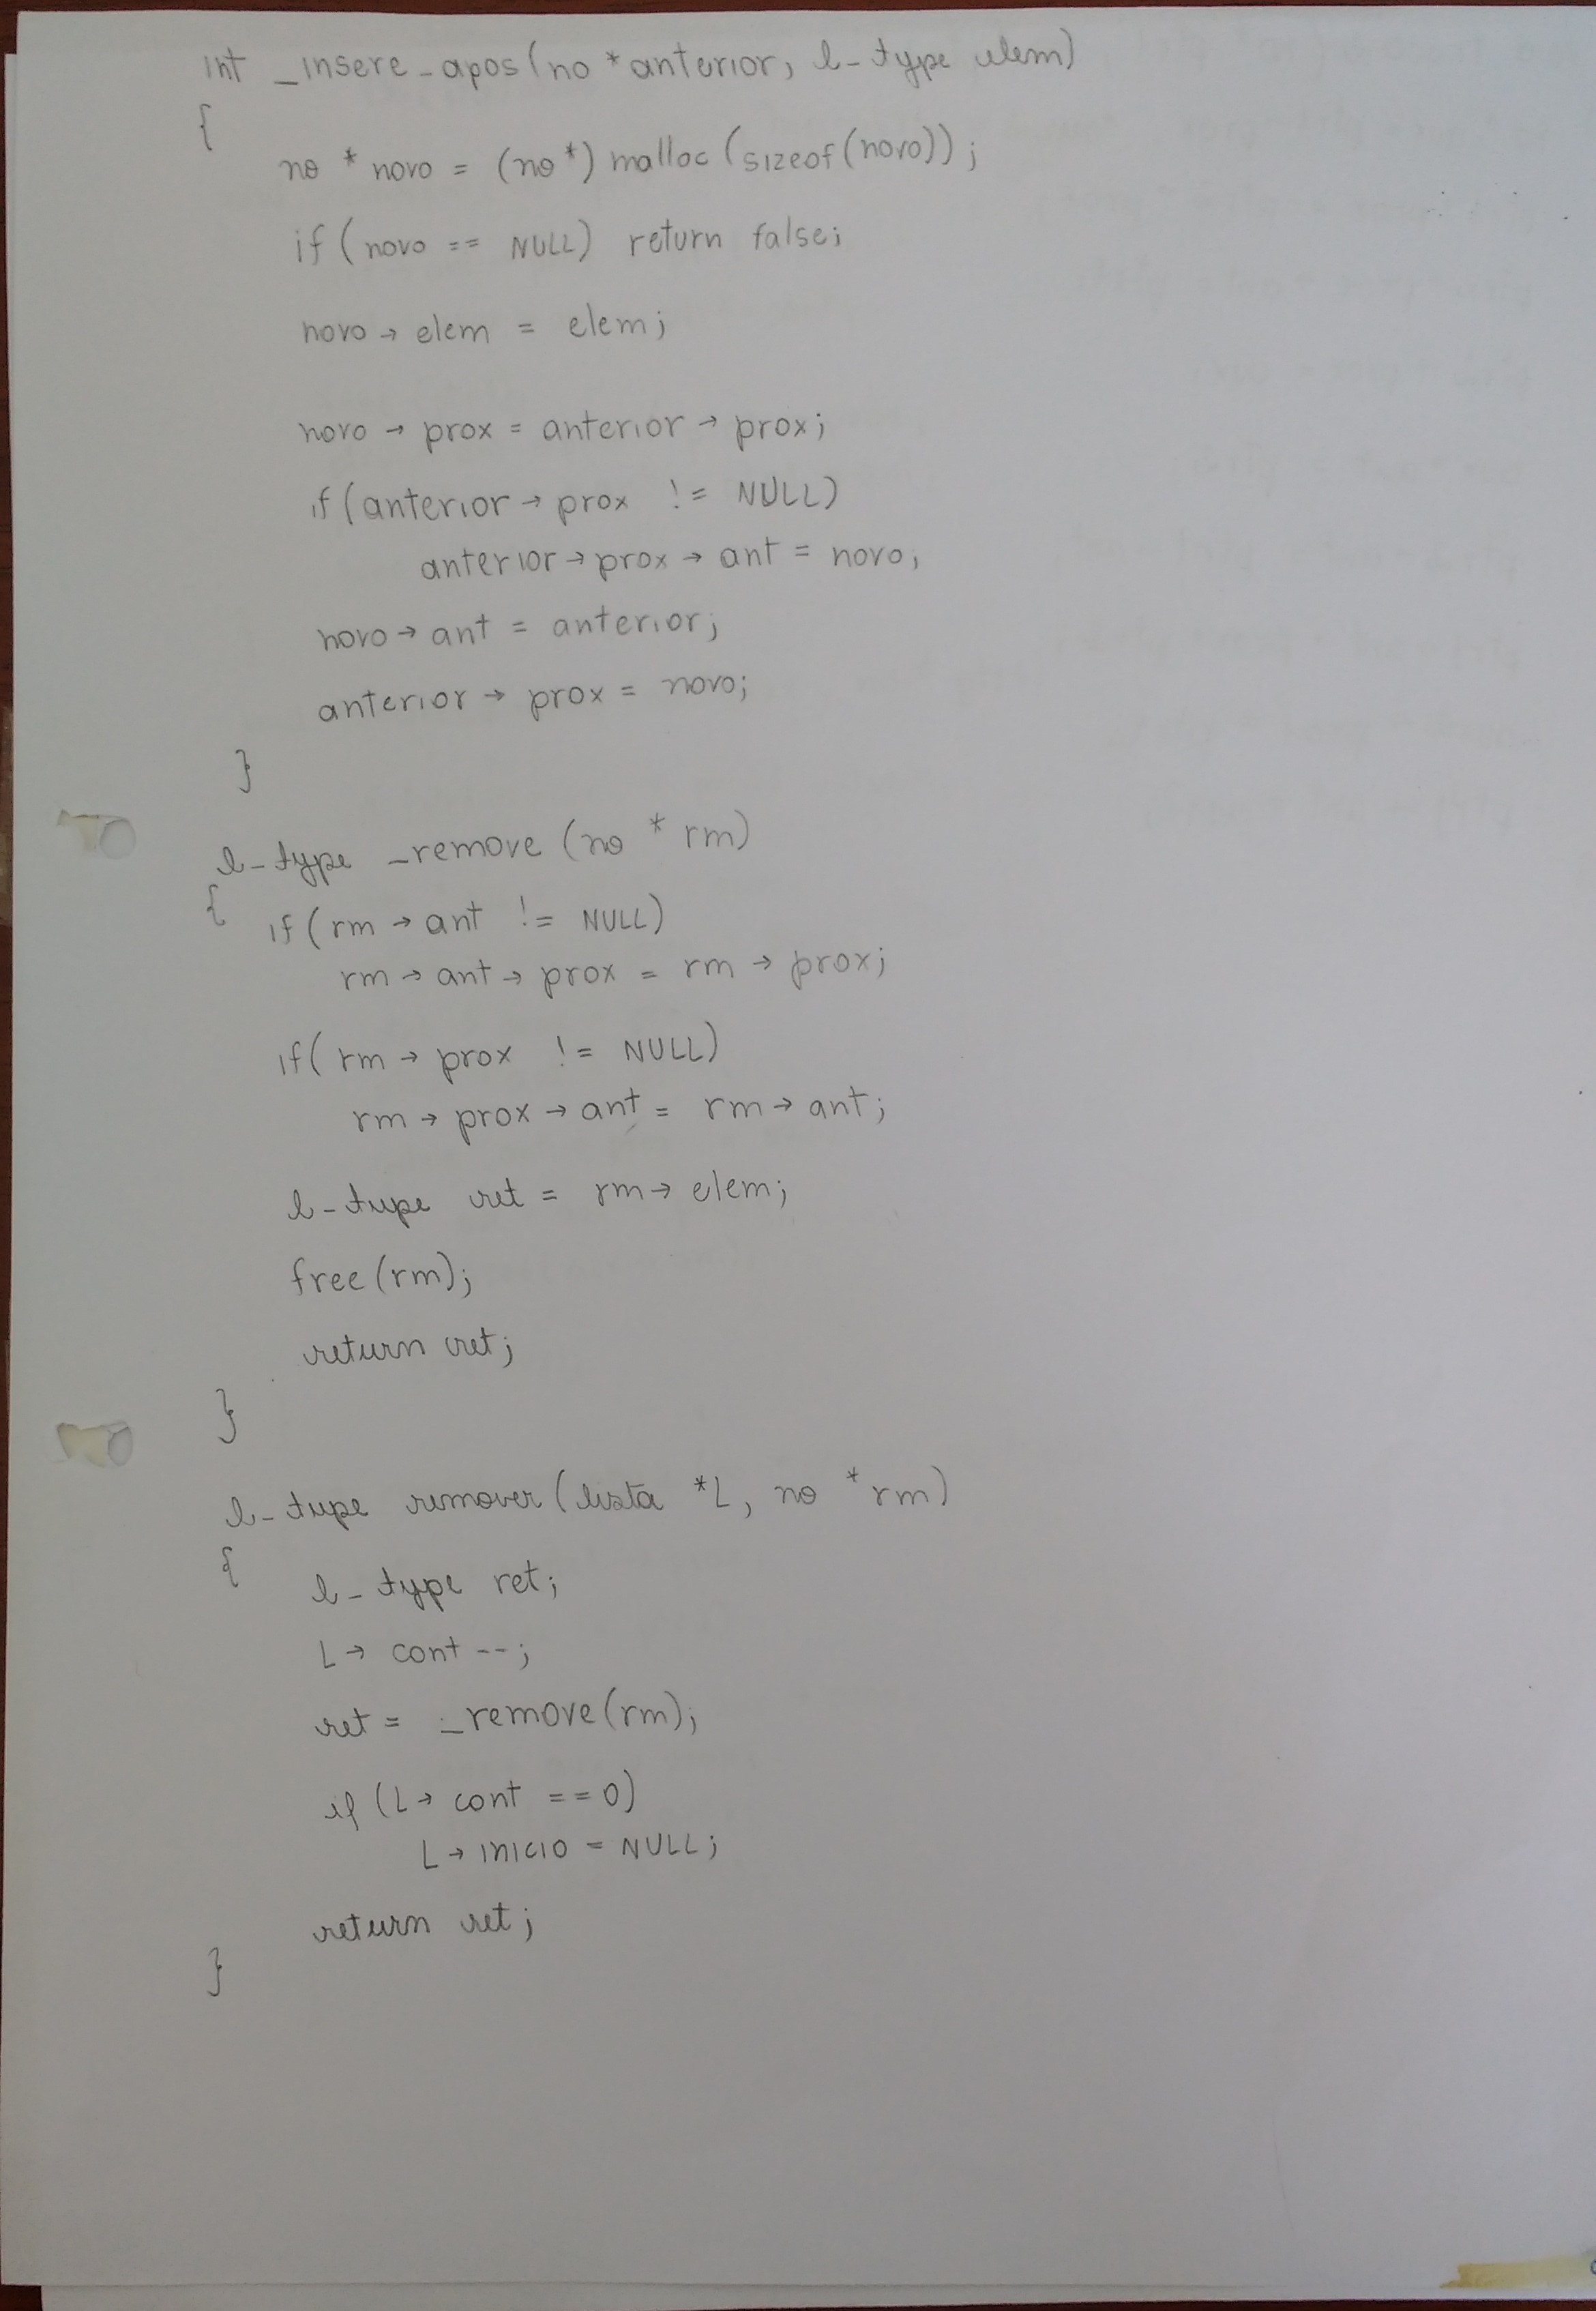 int _insere_apos(no *anterior, l_type elem)
{
no * novo = (no*) malloc(sizeof(novo));
if(novo == NULL) return false;
novo→elem = elem;
novo→prox = anterior→prox;
if(anterior→prox != NULL)
anterior→prox→ant = novo;
novo→ant = anterior;
anterior→prox = novo;
}
l_type _remove(no * rm)
{ if(rm→ant != NULL)
rm→ant→prox = rm→prox;
if(rm→prox != NULL)
rm→prox→ant = rm→ant;
l_type ret = rm→elem;
free(rm);
return ret;
}
l_type remover(lista *L, no * rm)
{ l_type ret;
L→cont--;
ret = _remove(rm);
if(L→cont == 0)
L→inicio = NULL;
return ret;
}